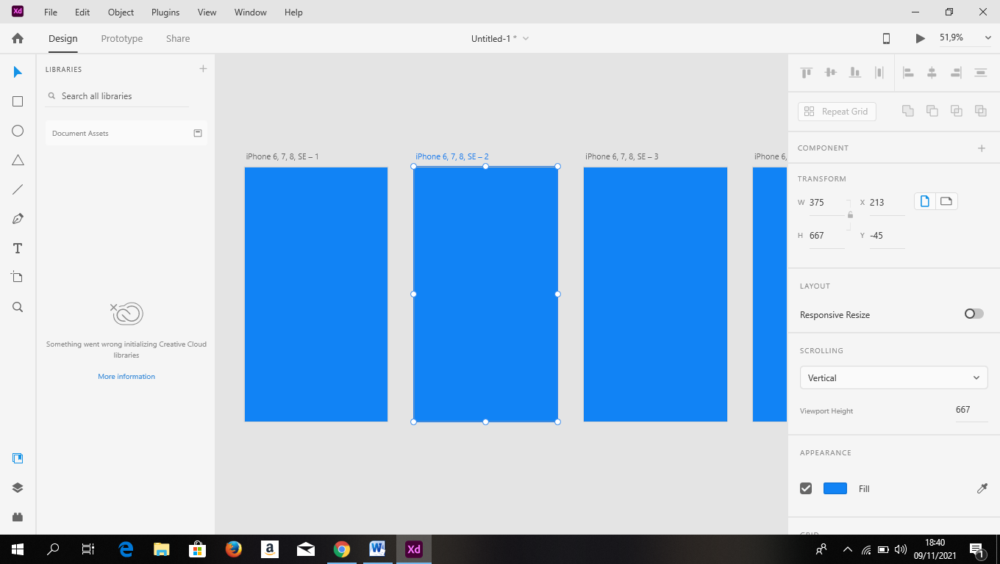 Xd File Edit Object Plugins View Window Help
Design Prototype Share Untitled-1 * 51,9%
LIBRARIES
Search all libraries
Document Assets
Something went wrong initializing Creative Cloud
libraries
More information
iPhone 6, 7, 8, SE – 1 iPhone 6, 7, 8, SE – 2 iPhone 6, 7, 8, SE – 3 iPhone 6,
Repeat Grid
COMPONENT
TRANSFORM
W 375 X 213
H 667 Y -45
LAYOUT
Responsive Resize
SCROLLING
Vertical
Viewport Height 667
APPEARANCE
Fill
GRID
a W Xd 18:40
09/11/2021 1